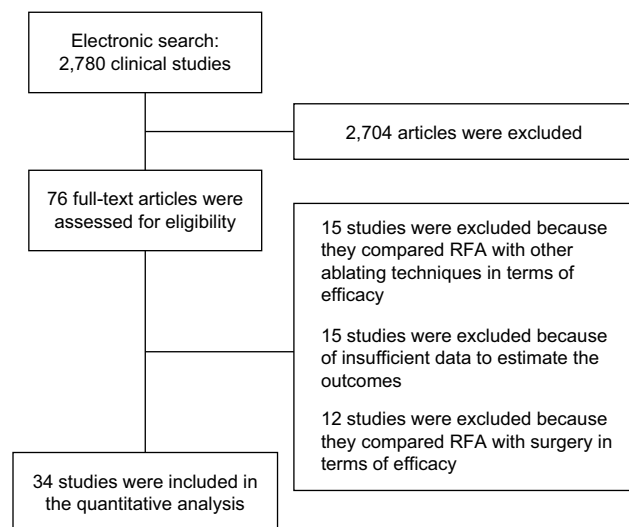 Electronic search:
2,780 clinical studies
2,704 articles were excluded
76 full-text articles were
assessed for eligibility
15 studies were excluded because
they compared RFA with other
ablating techniques in terms of
efficacy
15 studies were excluded because
of insufficient data to estimate the
outcomes
12 studies were excluded because
they compared RFA with surgery in
terms of efficacy
34 studies were included in
the quantitative analysis